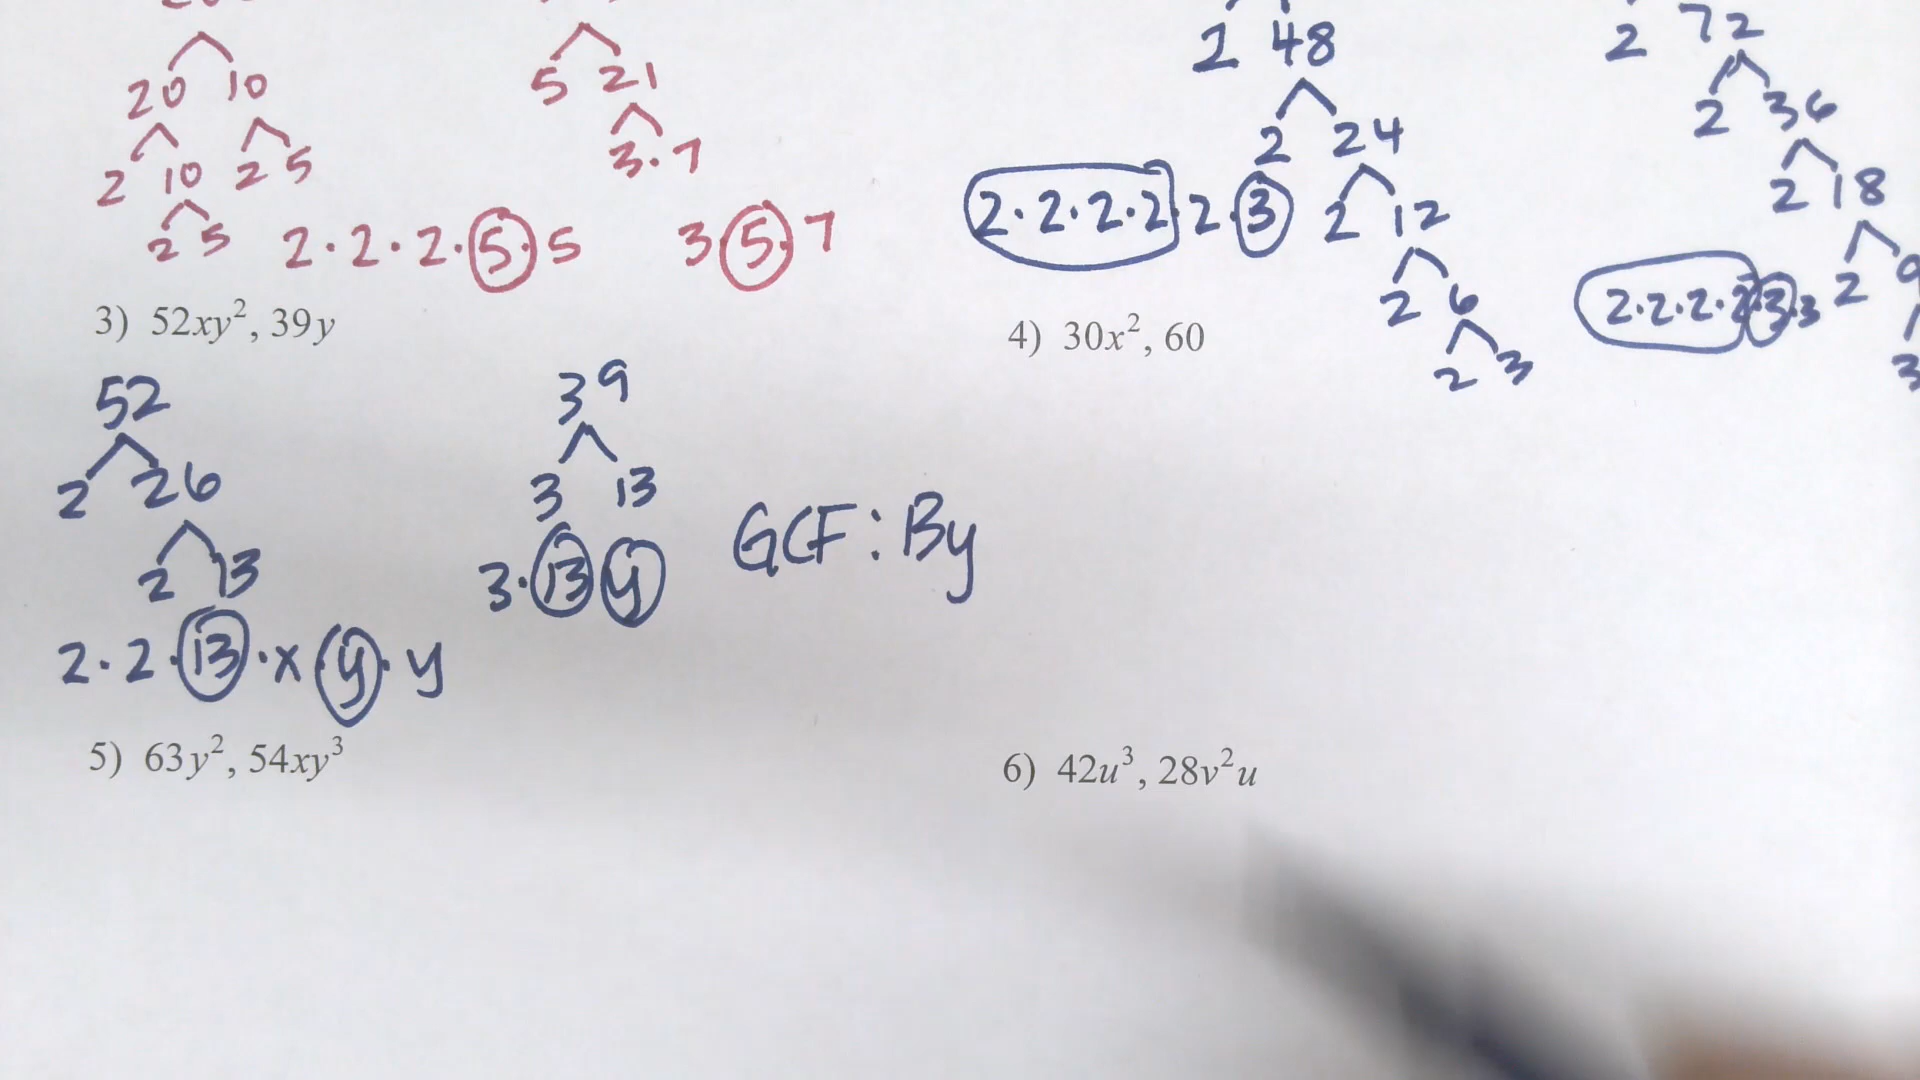 20 10
2 10 2 5
2 5
2 · 2 · 2 · 5 · 5
5 21
3 · 7
3 · 5 · 7
2 48
2 24
2 12
2 6
2 3
2 · 2 · 2 · 2 · 2 · 3
2 72
2 36
2 18
2 9
3
2 · 2 · 2 · 2 · 3 · 3
3) 52xy², 39y
52
2 26
2 13
2 · 2 · 13 · x · y · y
39
3 13
3 · 13 y
GCF: 13y
4) 30x², 60
5) 63y², 54xy³
6) 42u³, 28v²u